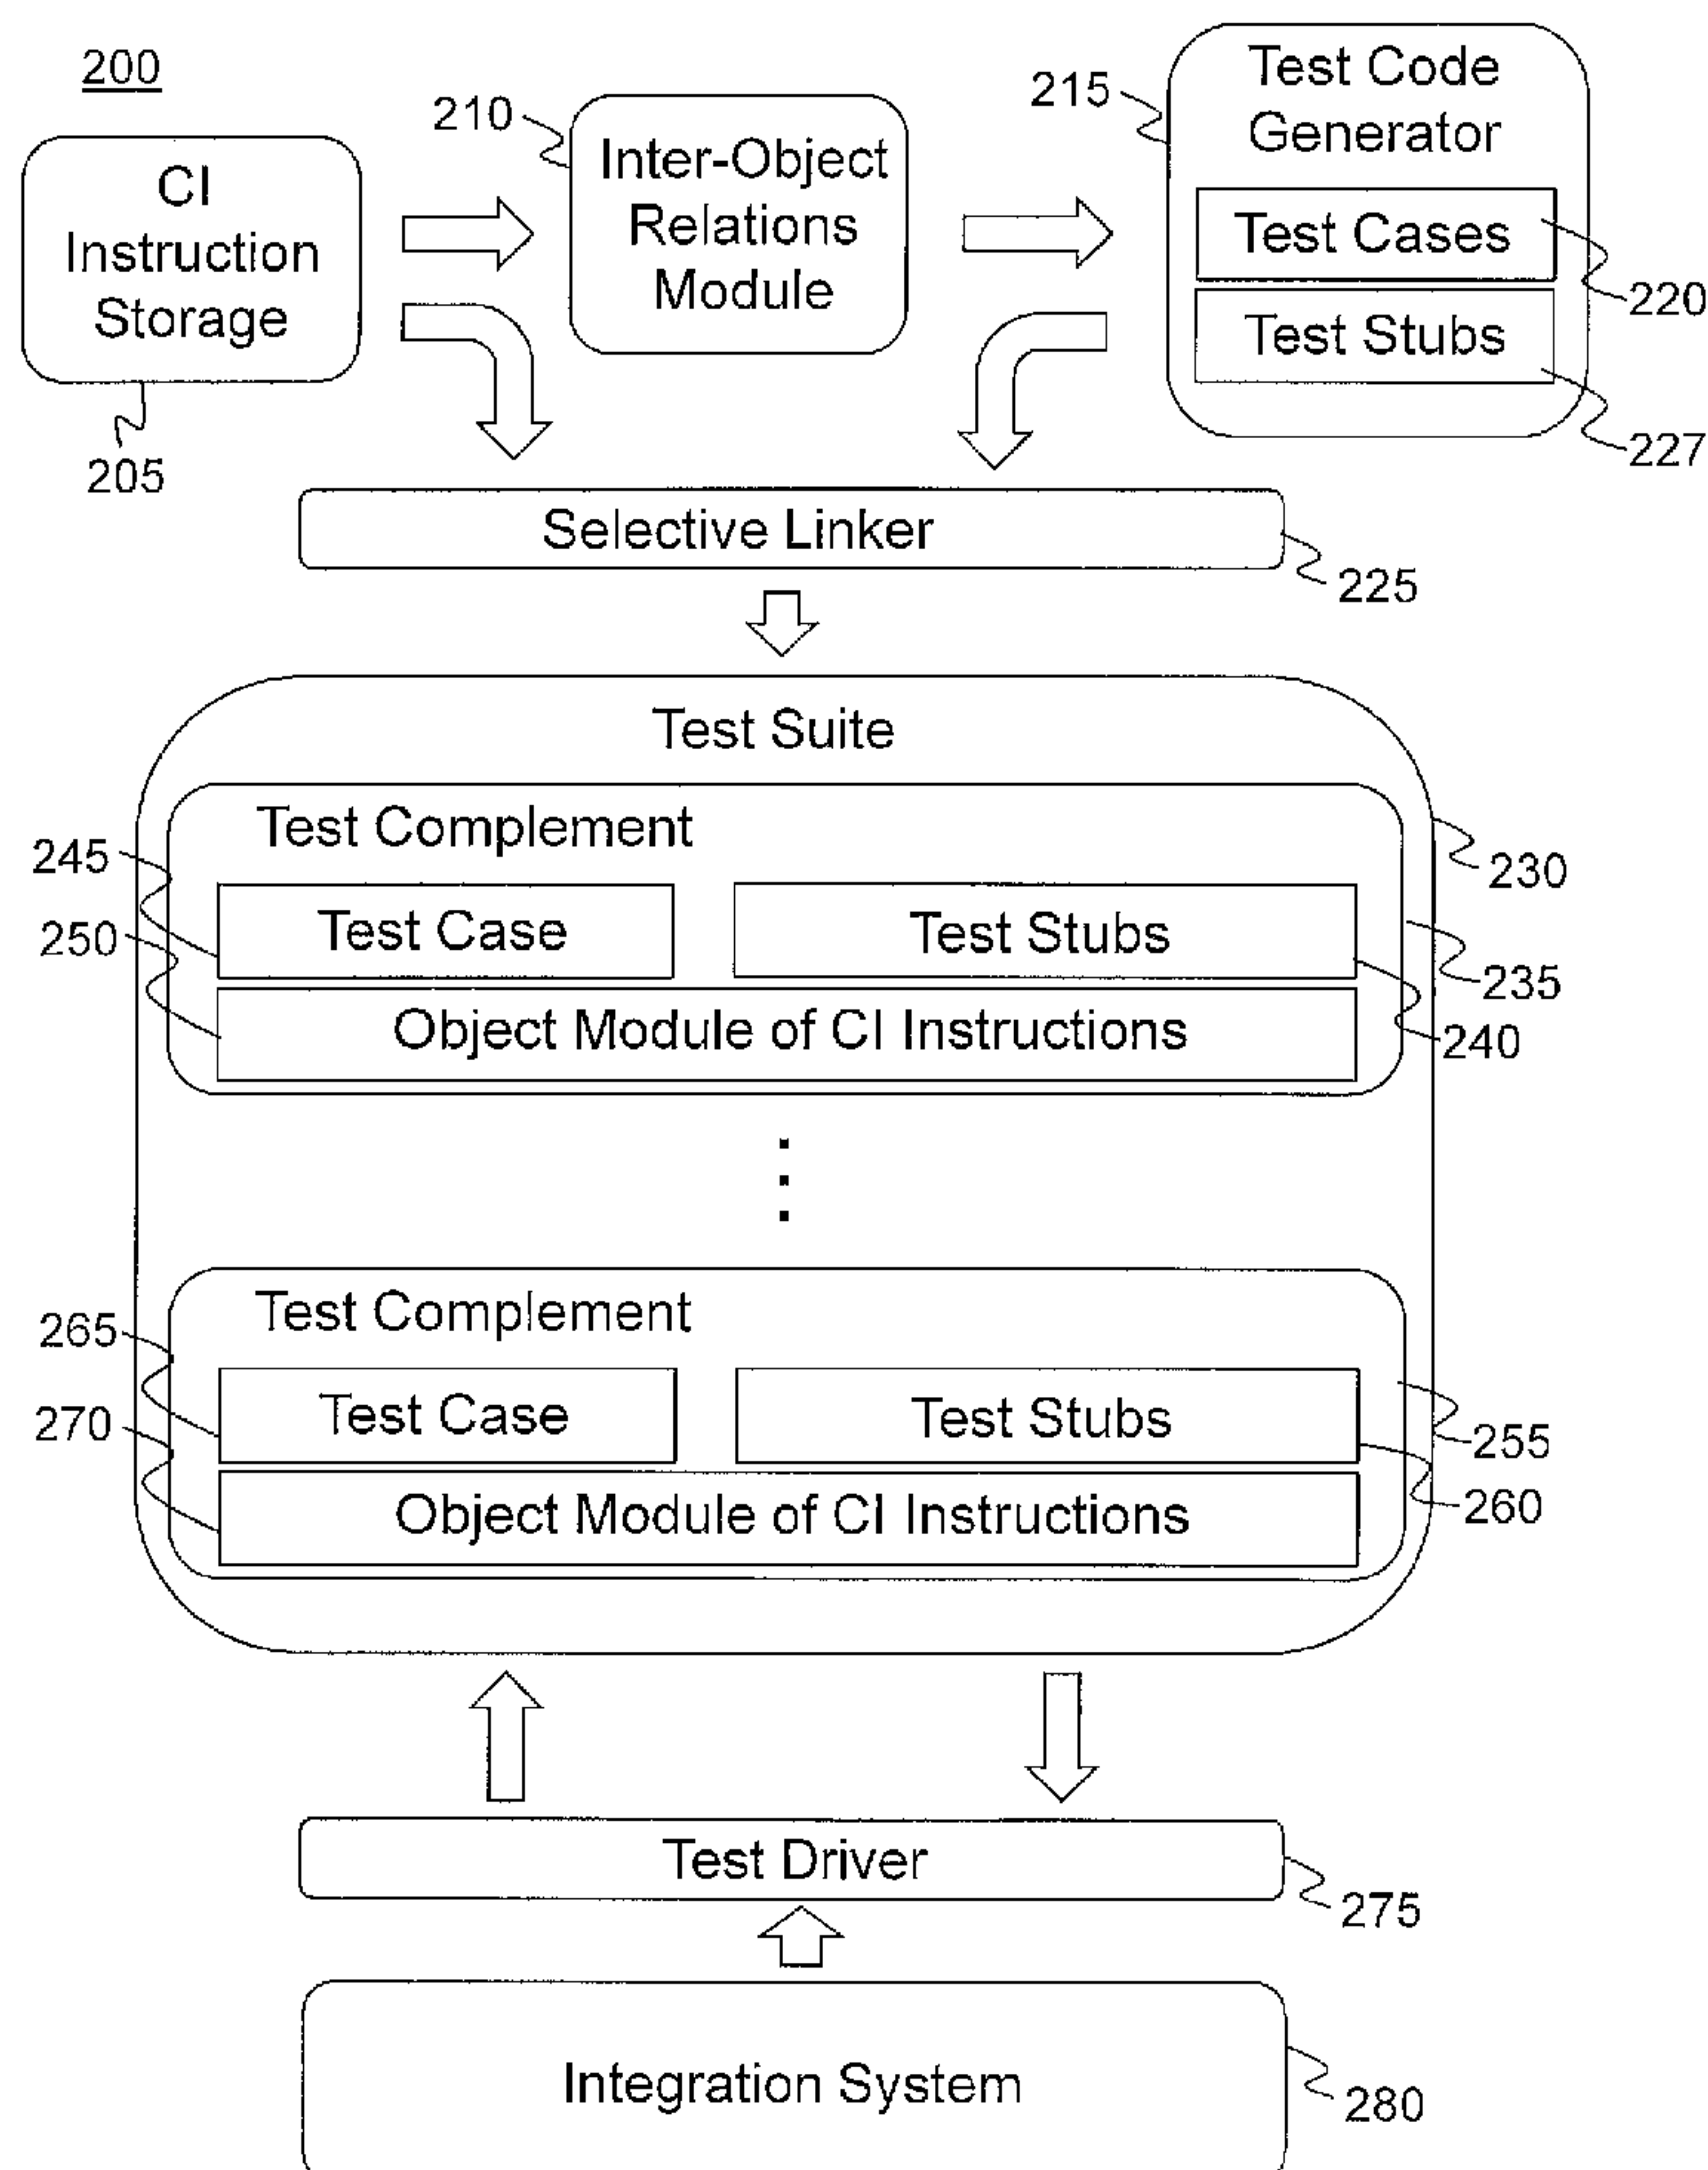 200
CI
Instruction
Storage
205
210
Inter-Object
Relations
Module
215
Test Code
Generator
Test Cases
220
Test Stubs
227
Selective Linker
225
Test Suite
230
Test Complement
235
245
Test Case
Test Stubs
240
250
Object Module of CI Instructions
Test Complement
255
265
Test Case
Test Stubs
260
270
Object Module of CI Instructions
Test Driver
275
Integration System
280